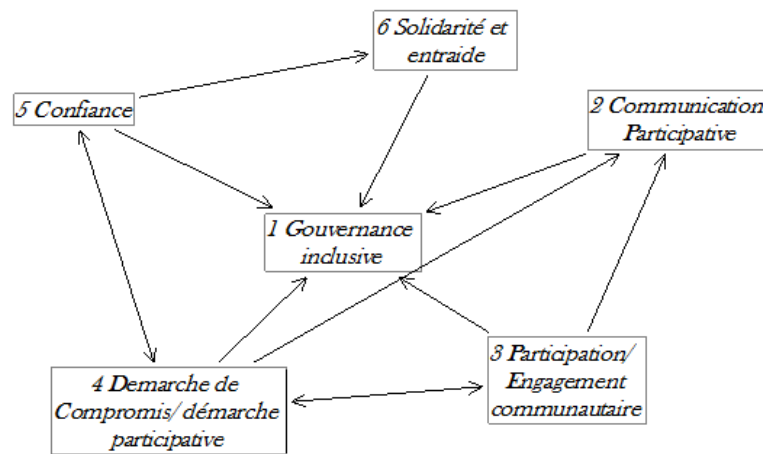 6 Solidarité et
entraide
5 Confiance
2 Communication
Participative
1 Gouvernance
inclusive
3 Participation/
Engagement
communautaire
4 Demarche de
Compromis/ démarche
participative